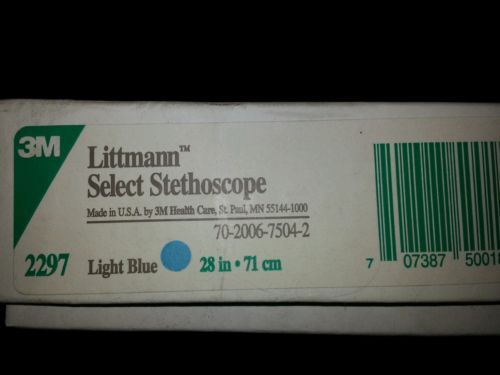 3M
Littmann™
Select Stethoscope
Made in U.S.A. by 3M Health Care, St. Paul, MN 55144-1000
70-2006-7504-2
2297 Light Blue 28 in • 71 cm
7 07387 5001